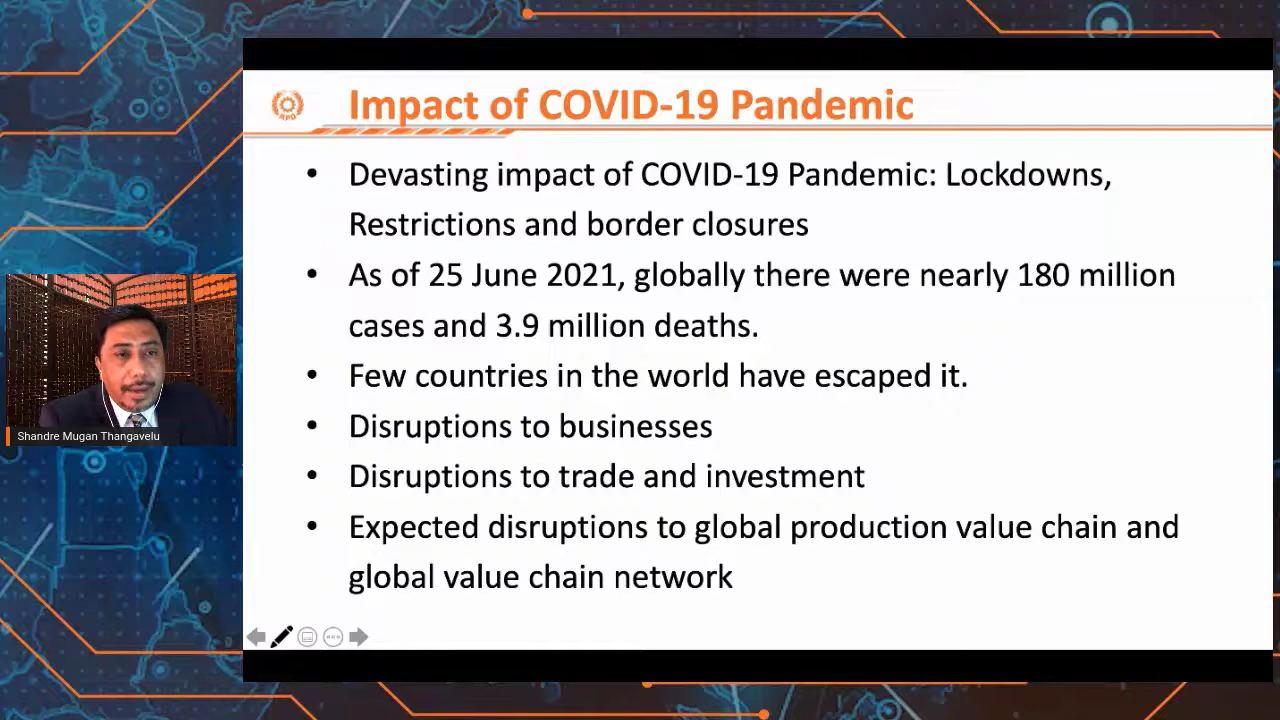 APO
Impact of COVID-19 Pandemic
• Devasting impact of COVID-19 Pandemic: Lockdowns,
Restrictions and border closures
• As of 25 June 2021, globally there were nearly 180 million
cases and 3.9 million deaths.
• Few countries in the world have escaped it.
• Disruptions to businesses
• Disruptions to trade and investment
• Expected disruptions to global production value chain and
global value chain network
Shandre Mugan Thangavelu